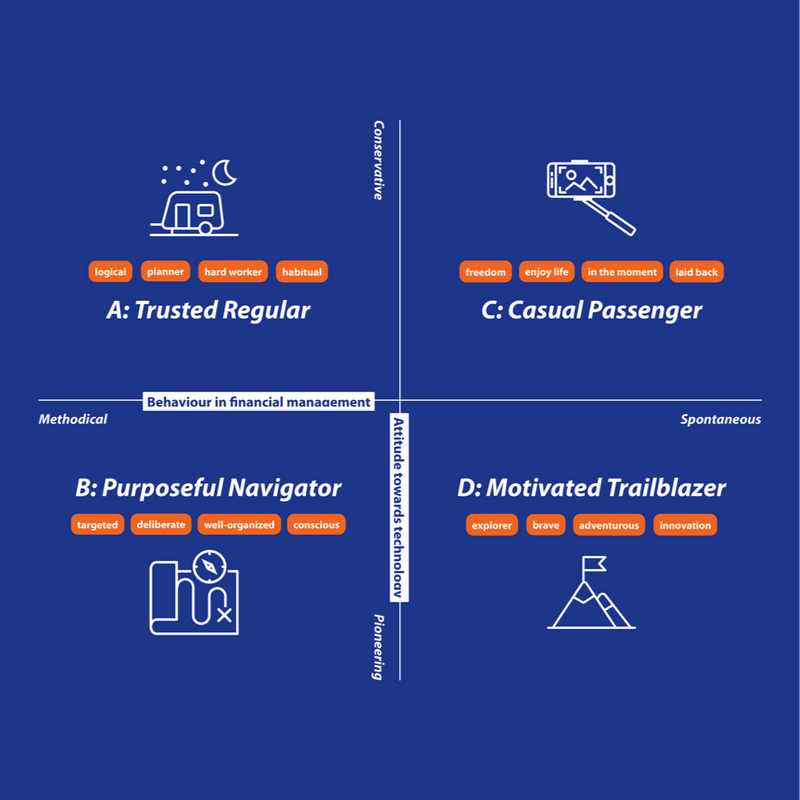 Conservative
logical planner hard worker habitual
A: Trusted Regular
freedom enjoy life in the moment laid back
C: Casual Passenger
Behaviour in financial management
Methodical
Spontaneous
Attitude towards technology
B: Purposeful Navigator
targeted deliberate well-organized conscious
D: Motivated Trailblazer
explorer brave adventurous innovation
Pioneering